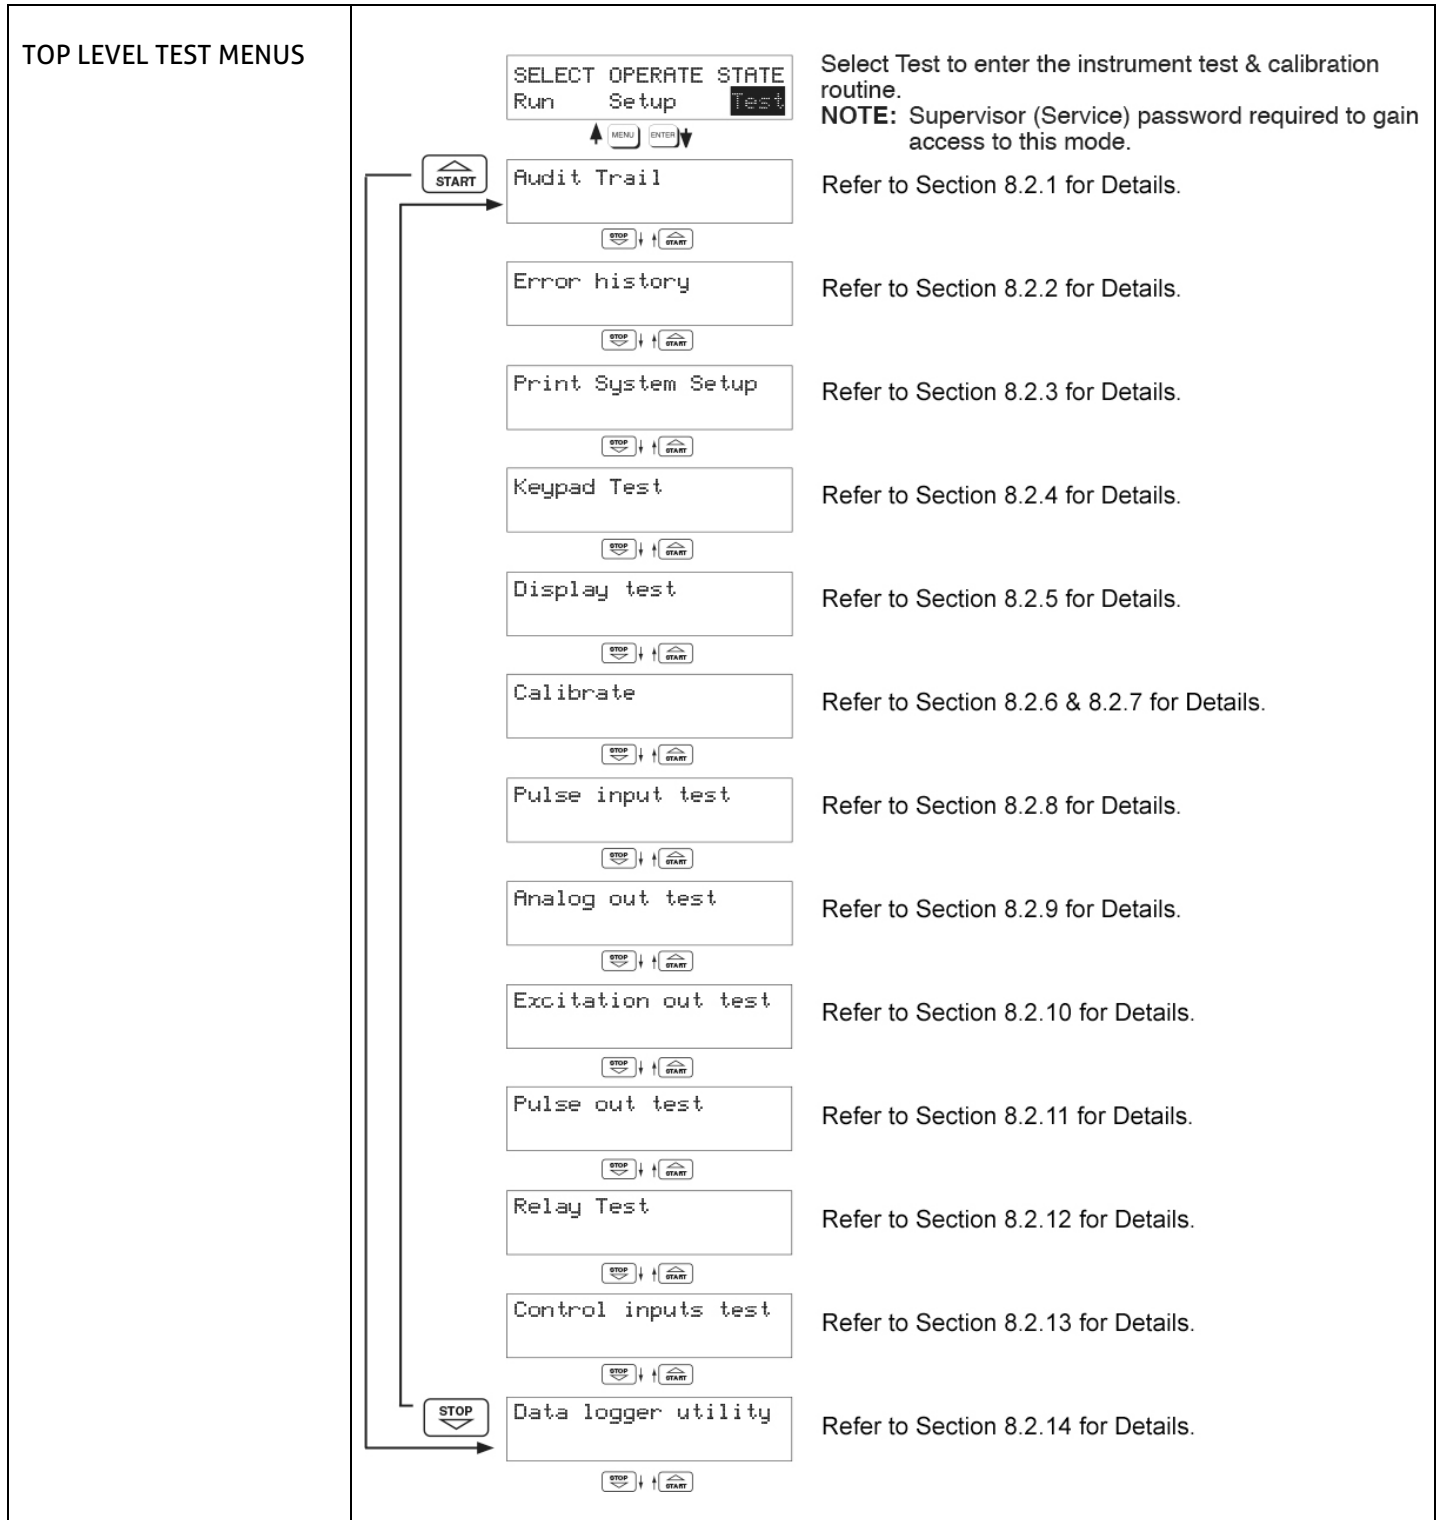 TOP LEVEL TEST MENUS
SELECT OPERATE STATE
Run Setup Test
Select Test to enter the instrument test & calibration
routine.
NOTE: Supervisor (Service) password required to gain
access to this mode.
MENU ENTER
START
Audit Trail
Refer to Section 8.2.1 for Details.
STOP START
Error history
Refer to Section 8.2.2 for Details.
STOP START
Print System Setup
Refer to Section 8.2.3 for Details.
STOP START
Keypad Test
Refer to Section 8.2.4 for Details.
STOP START
Display test
Refer to Section 8.2.5 for Details.
STOP START
Calibrate
Refer to Section 8.2.6 & 8.2.7 for Details.
STOP START
Pulse input test
Refer to Section 8.2.8 for Details.
STOP START
Analog out test
Refer to Section 8.2.9 for Details.
STOP START
Excitation out test
Refer to Section 8.2.10 for Details.
STOP START
Pulse out test
Refer to Section 8.2.11 for Details.
STOP START
Relay Test
Refer to Section 8.2.12 for Details.
STOP START
Control inputs test
Refer to Section 8.2.13 for Details.
STOP START
STOP
Data logger utility
Refer to Section 8.2.14 for Details.
STOP START